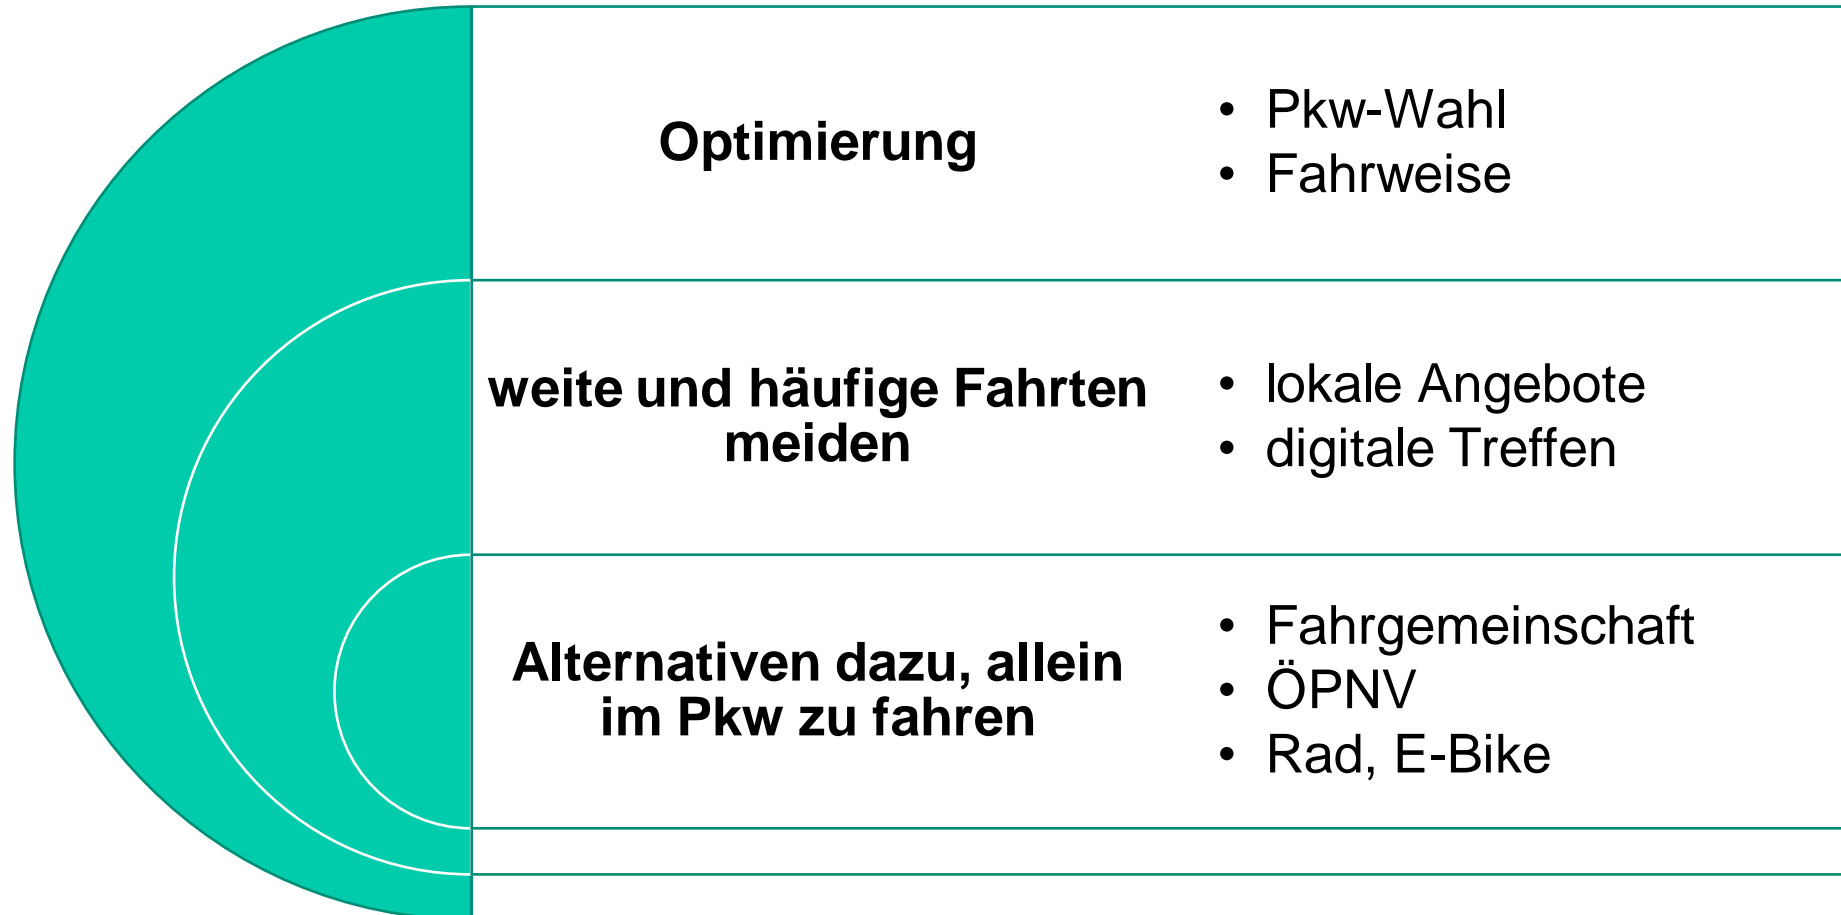 Optimierung
• Pkw-Wahl
• Fahrweise
weite und häufige Fahrten
meiden
• lokale Angebote
• digitale Treffen
Alternativen dazu, allein
im Pkw zu fahren
• Fahrgemeinschaft
• ÖPNV
• Rad, E-Bike